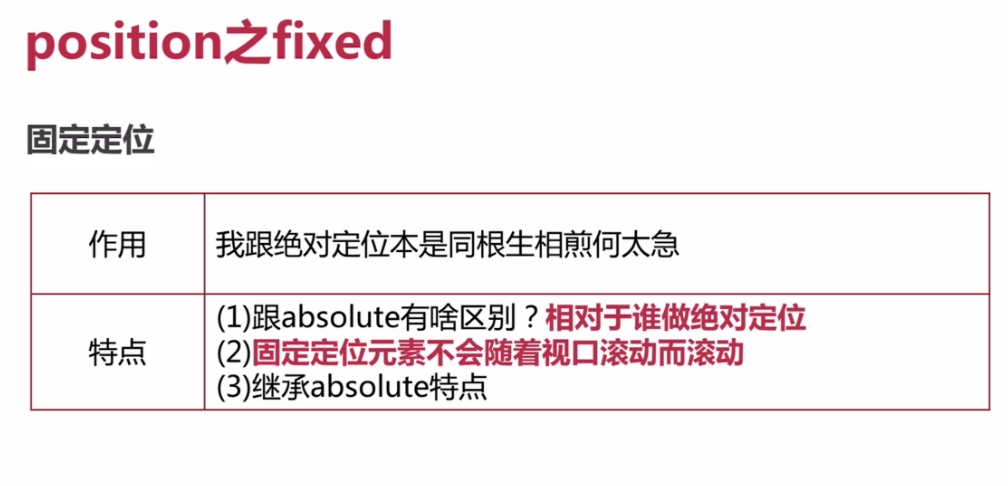 position之fixed
固定定位
作用
我跟绝对定位本是同根生相煎何太急
特点
(1)跟absolute有啥区别？相对于谁做绝对定位
(2)固定定位元素不会随着视口滚动而滚动
(3)继承absolute特点